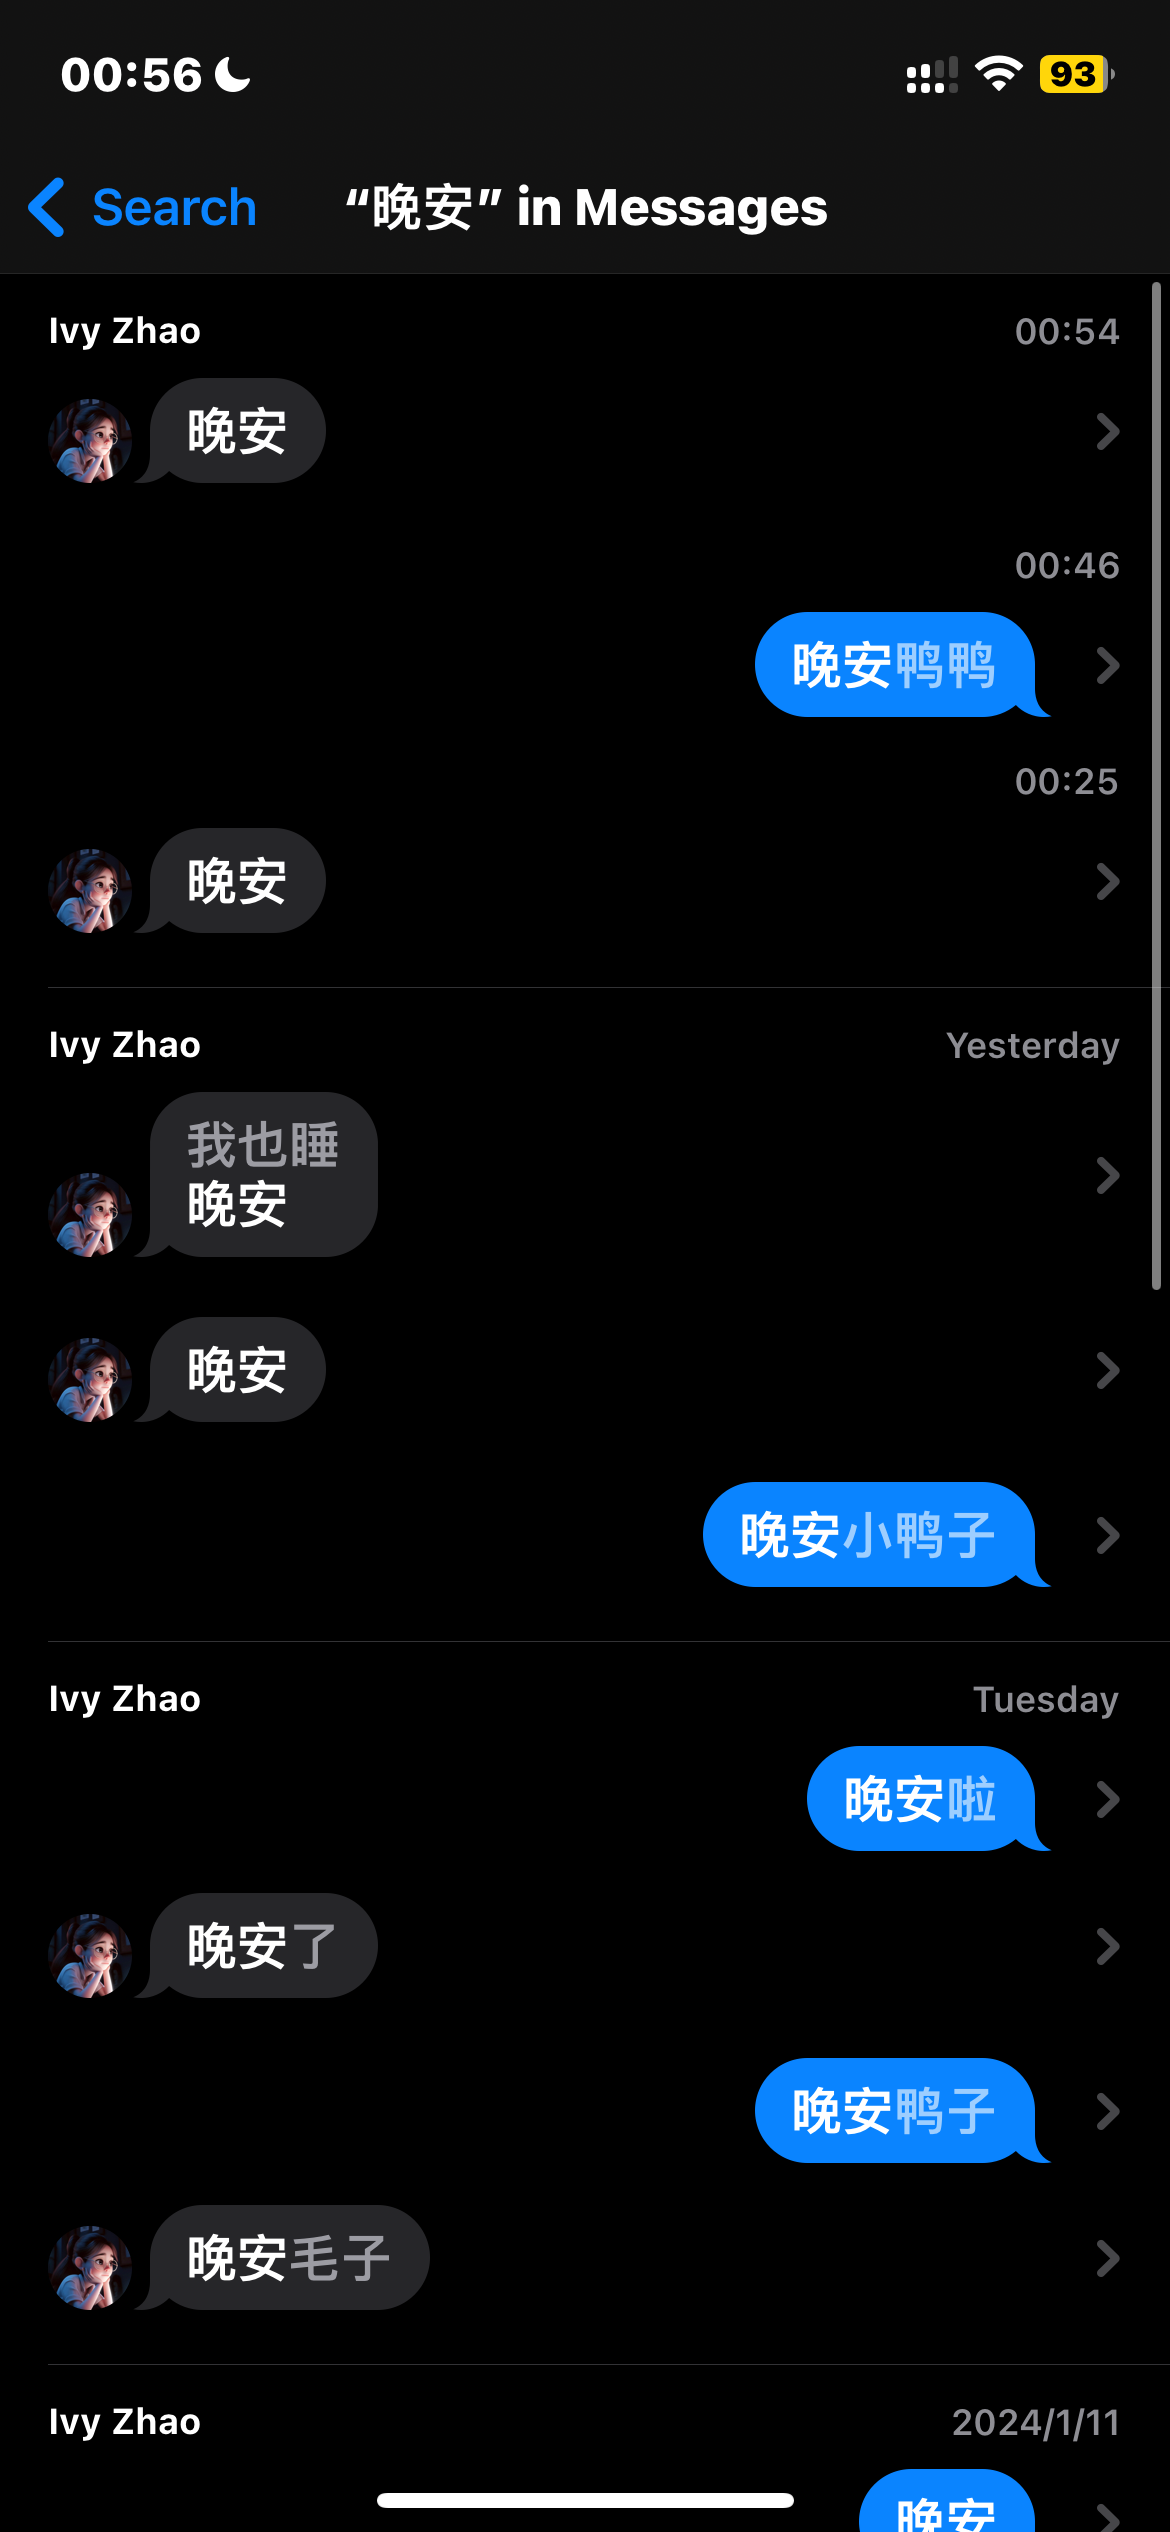 00:56
93
Search
“晚安” in Messages
Ivy Zhao
00:54
晚安
00:46
晚安鸭鸭
00:25
晚安
Ivy Zhao
Yesterday
我也睡
晚安
晚安
晚安小鸭子
Ivy Zhao
Tuesday
晚安啦
晚安了
晚安鸭子
晚安毛子
Ivy Zhao
2024/1/11
晚安